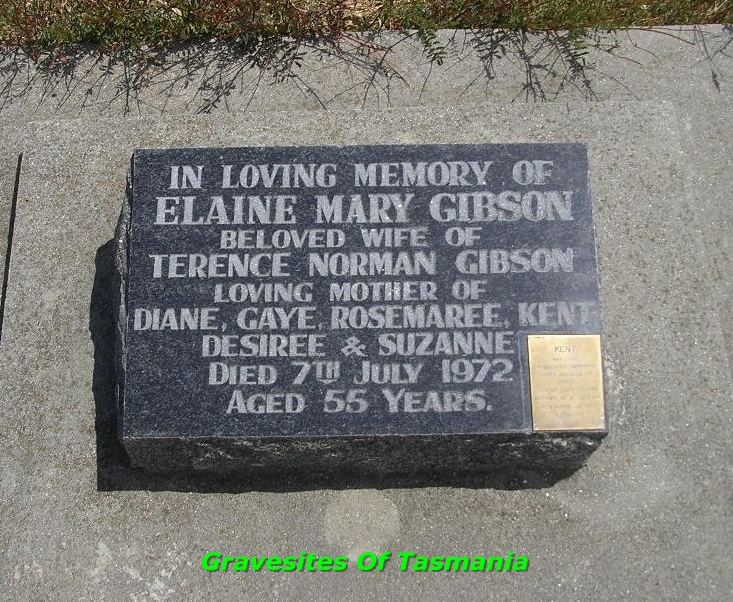 IN LOVING MEMORY OF
ELAINE MARY GIBSON
BELOVED WIFE OF
TERENCE NORMAN GIBSON
LOVING MOTHER OF
DIANE, GAYE, ROSEMAREE, KENT
DESIREE & SUZANNE
DIED 7TH JULY 1972
AGED 55 YEARS.
KENT
Gravesites Of Tasmania